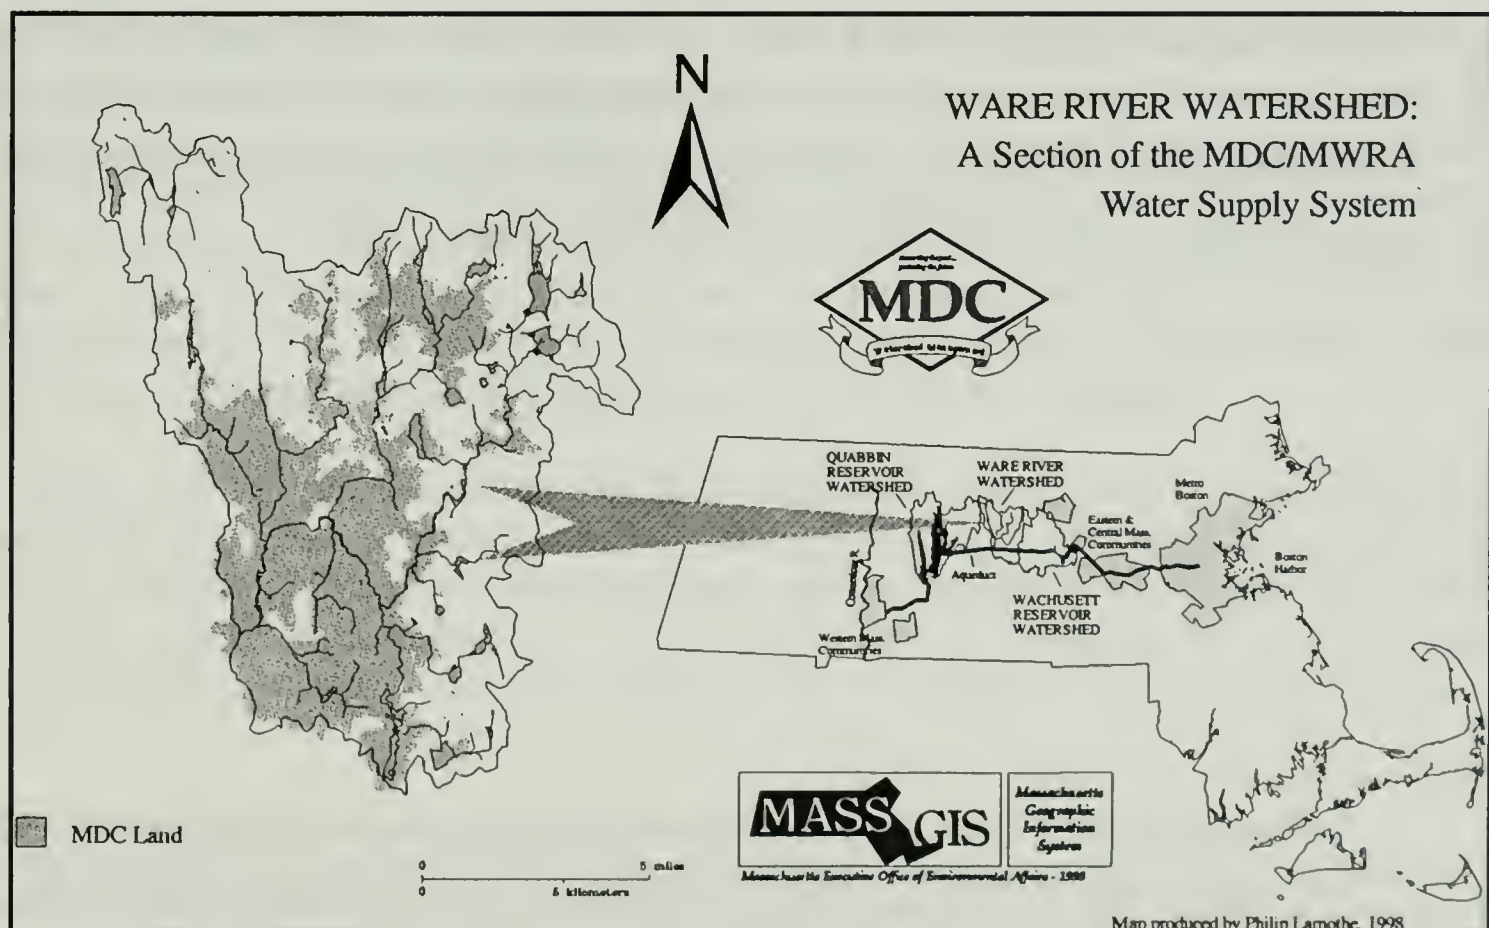 N
WARE RIVER WATERSHED:
A Section of the MDC/MWRA
Water Supply System
MDC
QUABBIN
RESERVOIR
WATERSHED
WARE RIVER
WATERSHED
Metro
Boston
Eastern &
Central Mass.
Communities
Boston
Harbor
Connecticut R.
Aqueduct
WACHUSETT
RESERVOIR
WATERSHED
Western Mass.
Communities
MASS GIS
Massachusetts
Geographic
Information
System
Massachusetts Executive Office of Environmental Affairs - 1998
MDC Land
0
5 miles
0
5 kilometers
Map produced by Philip Lamothe, 1998